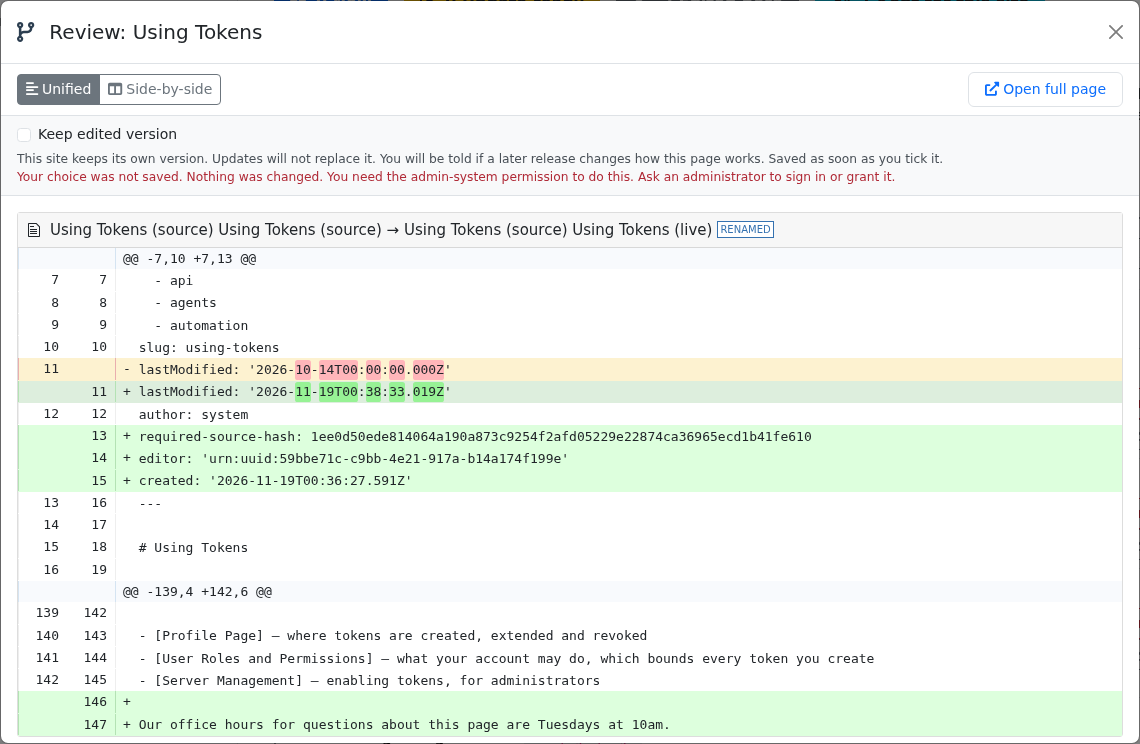 Review: Using Tokens
Unified
Side-by-side
Open full page
Keep edited version
This site keeps its own version. Updates will not replace it. You will be told if a later release changes how this page works. Saved as soon as you tick it.
Your choice was not saved. Nothing was changed. You need the admin-system permission to do this. Ask an administrator to sign in or grant it.
Using Tokens (source) Using Tokens (source) → Using Tokens (source) Using Tokens (live) RENAMED
@@ -7,10 +7,13 @@
7 7 - api
8 8 - agents
9 9 - automation
10 10 slug: using-tokens
11 - lastModified: '2026-10-14T00:00:00.000Z'
11 + lastModified: '2026-11-19T00:38:33.019Z'
12 12 author: system
13 + required-source-hash: 1ee0d50ede814064a190a873c9254f2afd05229e22874ca36965ecd1b41fe610
14 + editor: 'urn:uuid:59bbe71c-c9bb-4e21-917a-b14a174f199e'
15 + created: '2026-11-19T00:36:27.591Z'
13 16 ---
14 17
15 18 # Using Tokens
16 19
@@ -139,4 +142,6 @@
139 142
140 143 - [Profile Page] — where tokens are created, extended and revoked
141 144 - [User Roles and Permissions] — what your account may do, which bounds every token you create
142 145 - [Server Management] — enabling tokens, for administrators
146 +
147 + Our office hours for questions about this page are Tuesdays at 10am.